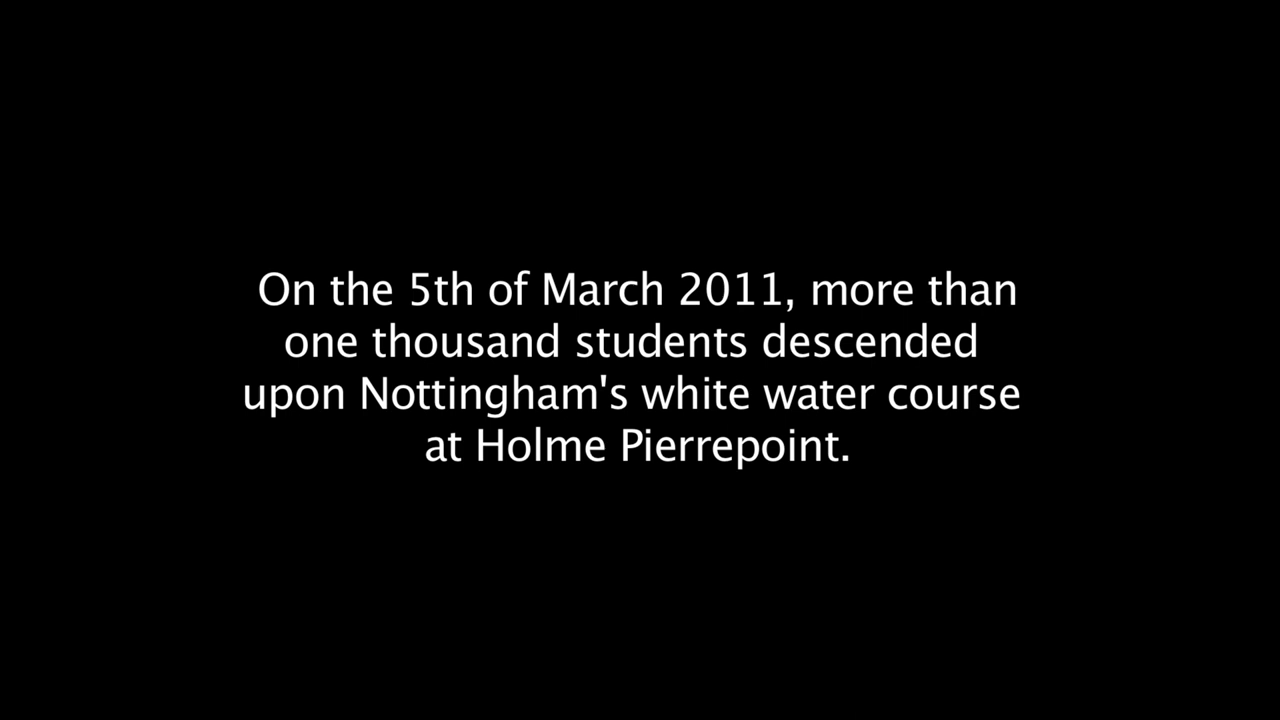 On the 5th of March 2011, more than
one thousand students descended
upon Nottingham's white water course
at Holme Pierrepoint.